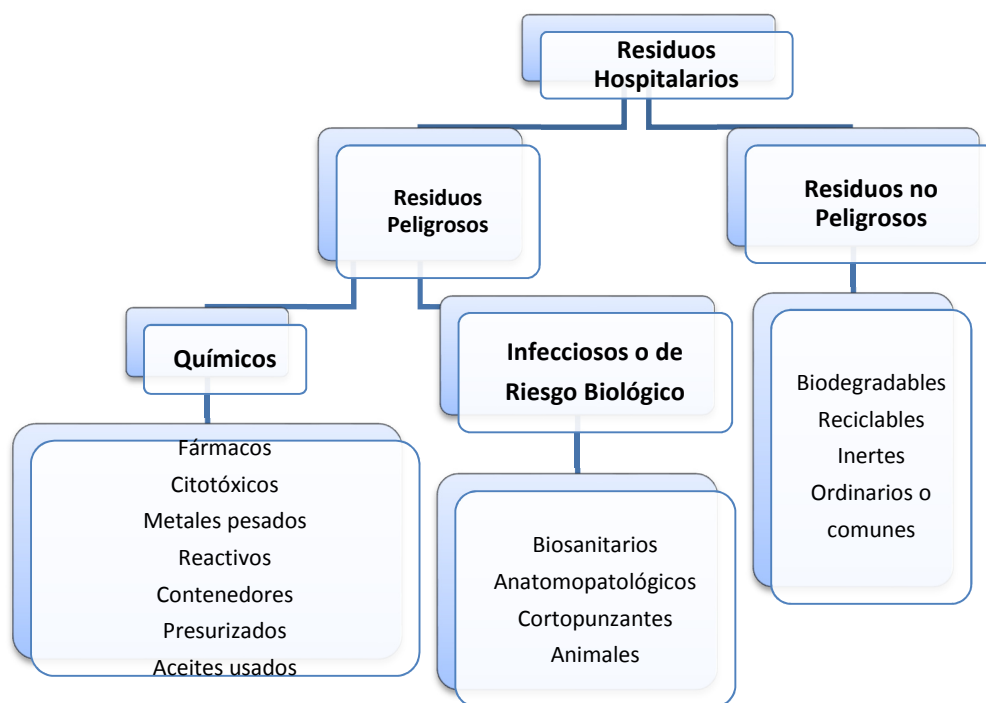 Residuos
Hospitalarios
Residuos
Peligrosos
Residuos no
Peligrosos
Químicos
Infecciosos o de
Riesgo Biológico
Fármacos
Citotóxicos
Metales pesados
Reactivos
Contenedores
Presurizados
Aceites usados
Biosanitarios
Anatomopatológicos
Cortopunzantes
Animales
Biodegradables
Reciclables
Inertes
Ordinarios o
comunes